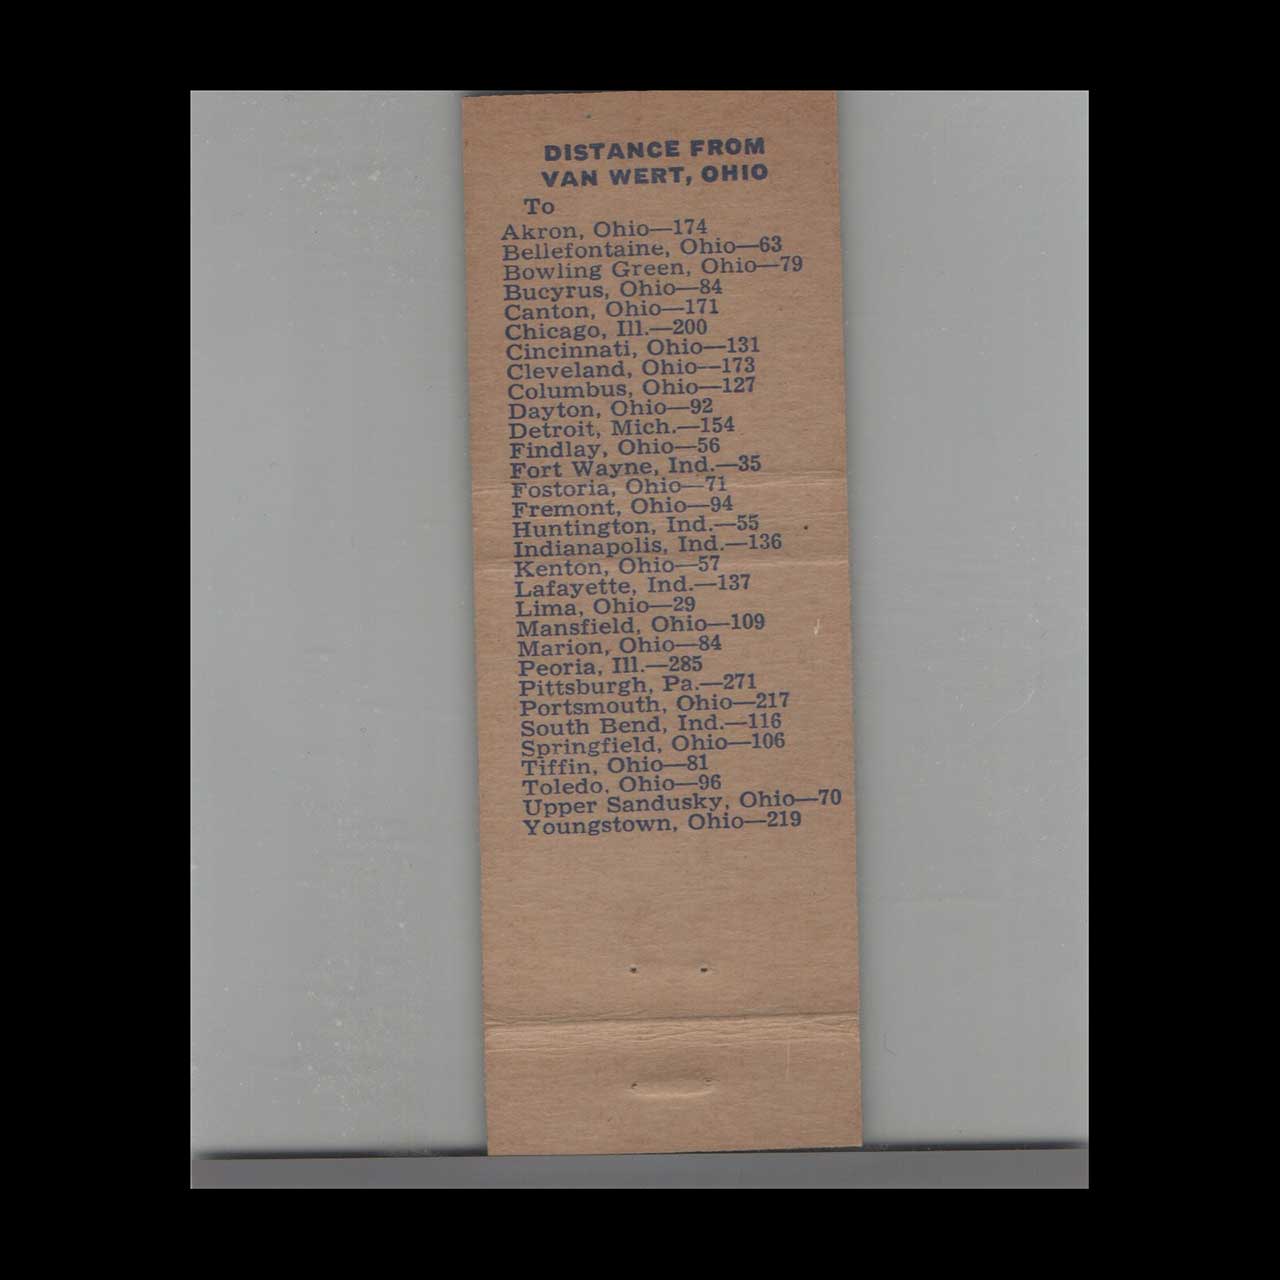 DISTANCE FROM
VAN WERT, OHIO
To
Akron, Ohio—174
Bellefontaine, Ohio—63
Bowling Green, Ohio—79
Bucyrus, Ohio—84
Canton, Ohio—171
Chicago, Ill.—200
Cincinnati, Ohio—131
Cleveland, Ohio—173
Columbus, Ohio—127
Dayton, Ohio—92
Detroit, Mich.—154
Findlay, Ohio—56
Fort Wayne, Ind.—35
Fostoria, Ohio—71
Fremont, Ohio—94
Huntington, Ind.—55
Indianapolis, Ind.—136
Kenton, Ohio—57
Lafayette, Ind.—137
Lima, Ohio—29
Mansfield, Ohio—109
Marion, Ohio—84
Peoria, Ill.—285
Pittsburgh, Pa.—271
Portsmouth, Ohio—217
South Bend, Ind.—116
Springfield, Ohio—106
Tiffin, Ohio—81
Toledo, Ohio—96
Upper Sandusky, Ohio—70
Youngstown, Ohio—219